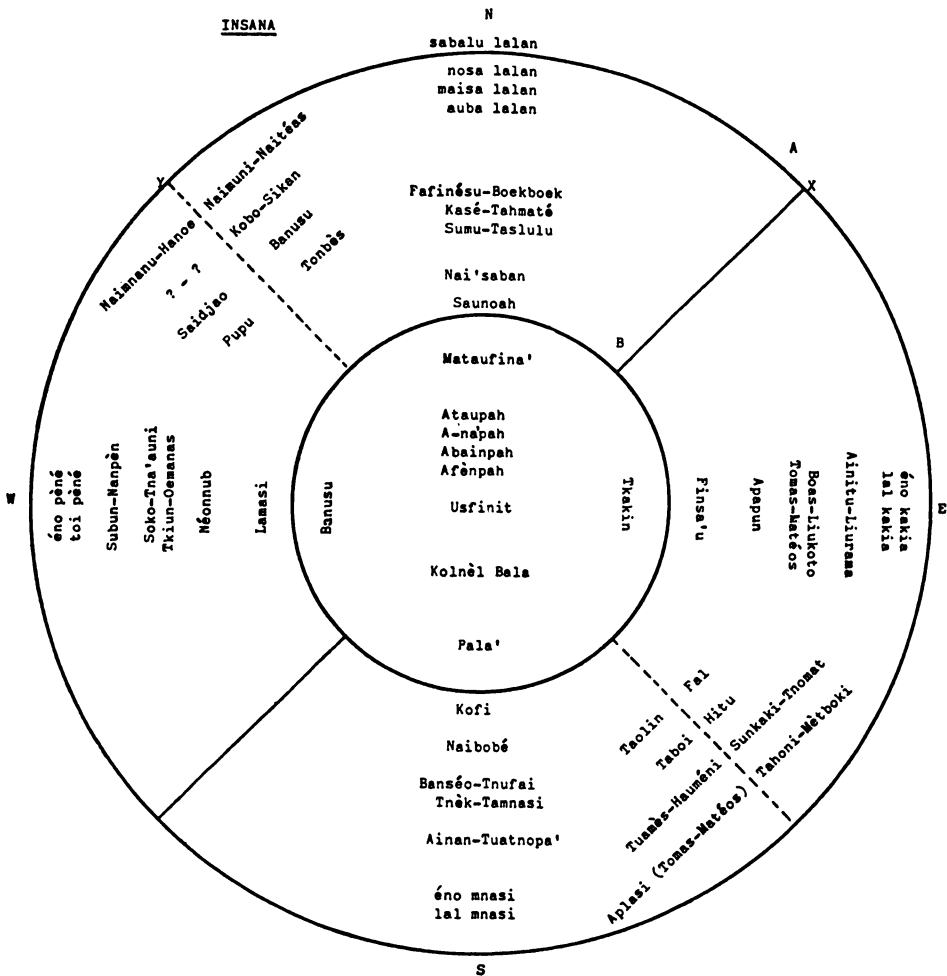 INSANA
N
sabalu lalan
nosa lalan
maisa lalan
auba lalan
A
X
Y
Naimuni-Naitéas
Kobo-Sikan
Banusu
Tonbès
Naimnanu-Hanoe
? - ?
Saidjao
Pupu
Fafinésu-Boekboek
Kasé-Tahmaté
Sumu-Taslulu
Nai'saban
Saunoah
B
Mataufina'
Ataupah
A-na'pah
Abainpah
Afènpah
Usfinit
Kolnèl Bala
Pala'
W
éno pèné
toi pèné
Subun-Nanpèn
Soko-Tna'auni
Tkiun-Oemanas
Néonnub
Lamasi
Banusu
Tkakin
Finsa'u
Apapun
Tomas-Matéos
Boas-Liukoto
Ainitu-Liurama
lal kakia
éno kakia
E
Kofi
Naibobé
Banséo-Tnufai
Tnèk-Tamnasi
Ainan-Tuatnopa'
éno mnasi
lal mnasi
Fal
Hitu
Sunkaki-Tnomat
Tahoni-Mètboki
Taolin
Taboi
Tuamès-Hauméni
Aplasi (Tomas-Matéos)
S